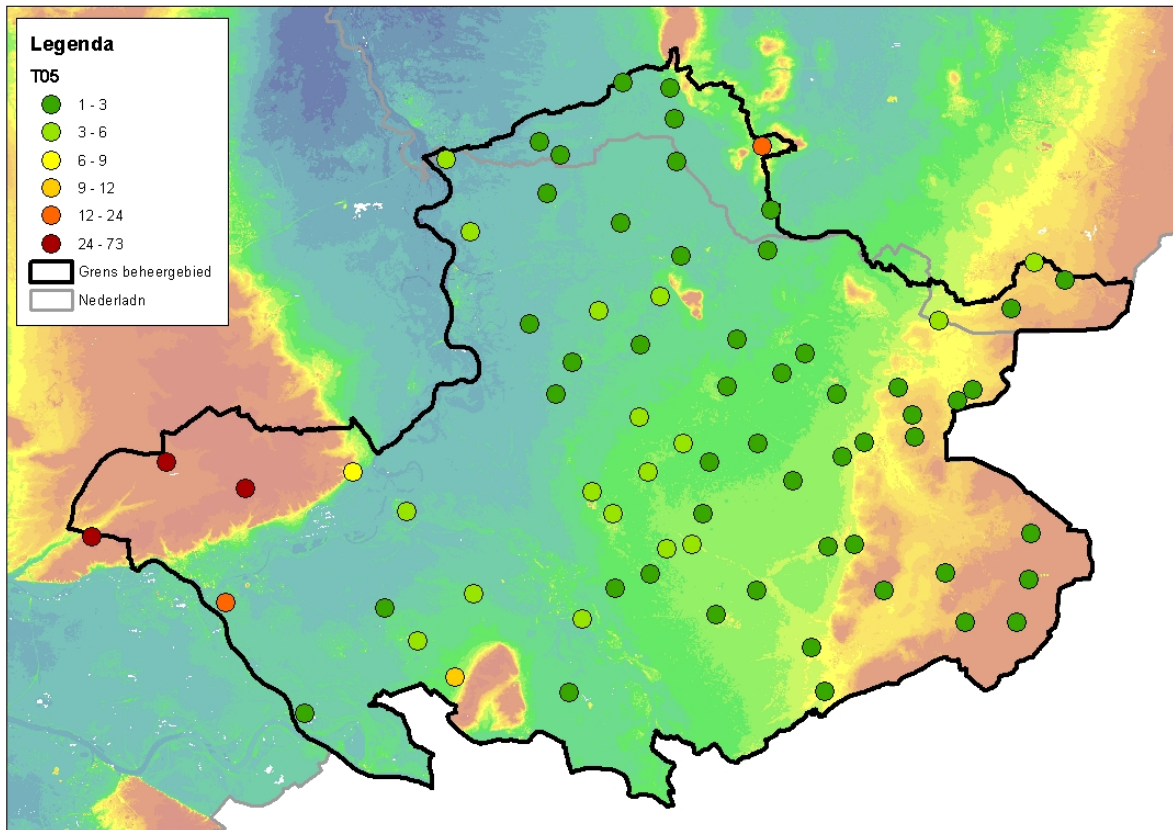 Legenda
T05
1 - 3
3 - 6
6 - 9
9 - 12
12 - 24
24 - 73
Grens beheergebied
Nederladn